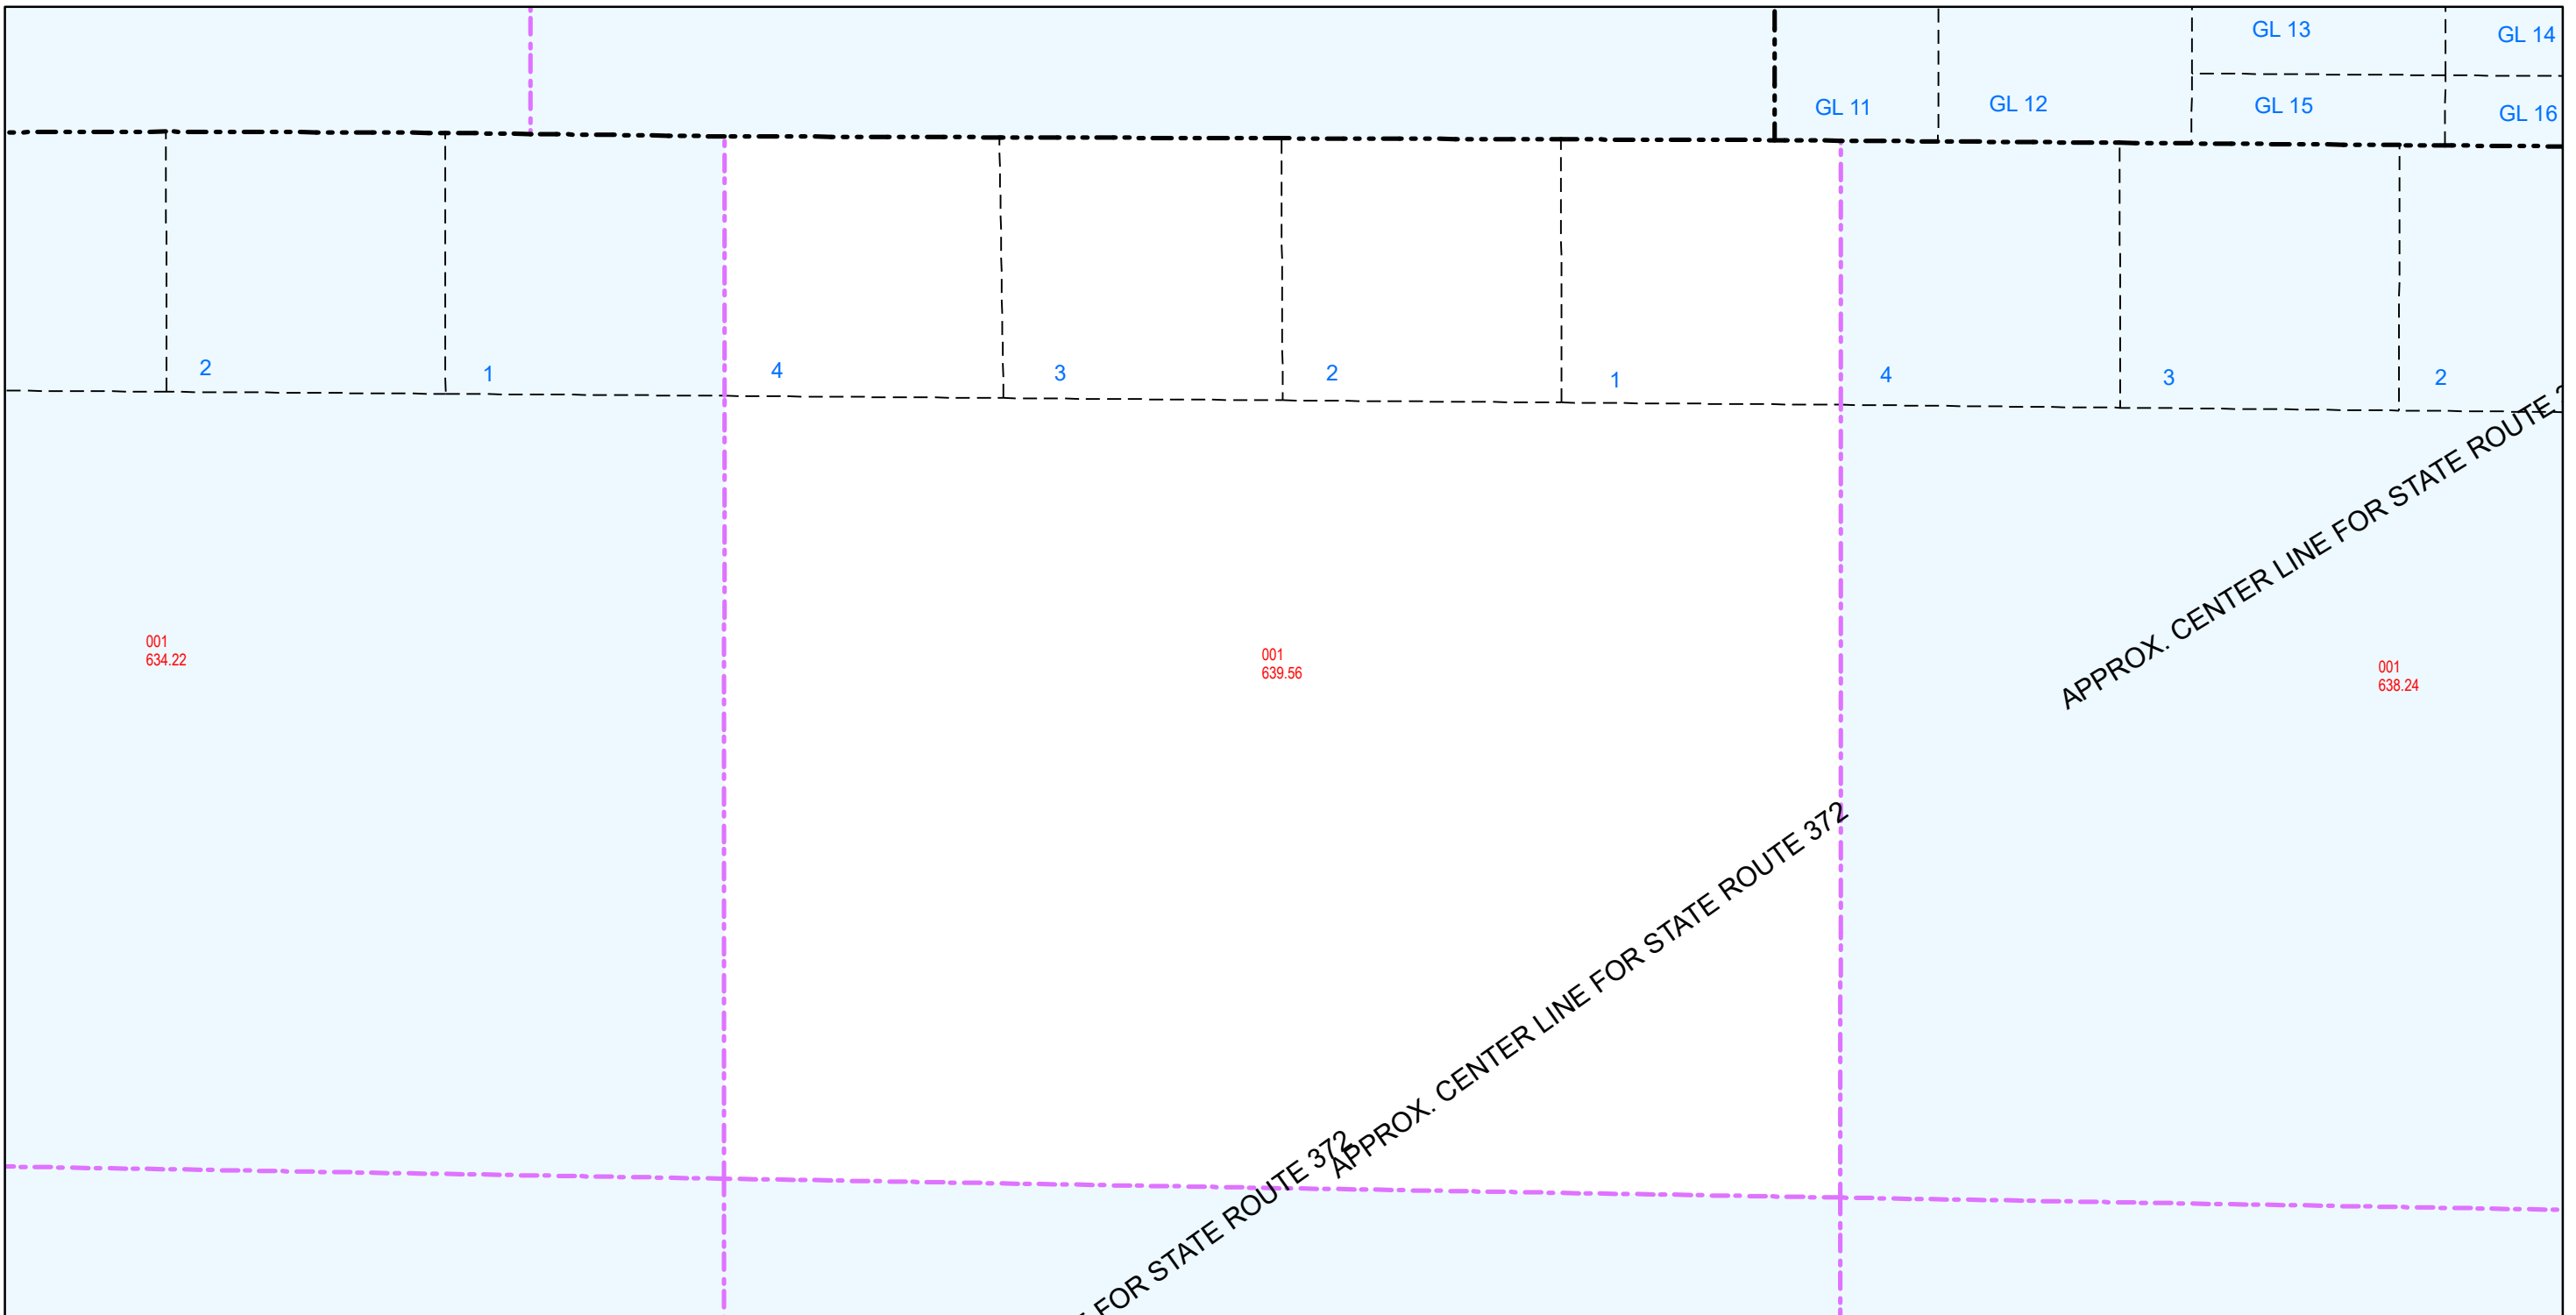 GL 13
GL 14
GL 11
GL 12
GL 15
GL 16
2
1
4
3
2
1
4
3
2
APPROX. CENTER LINE FOR STATE ROUTE
001
634.22
001
639.56
001
638.24
APPROX. CENTER LINE FOR STATE ROUTE 372
FOR STATE ROUTE 372